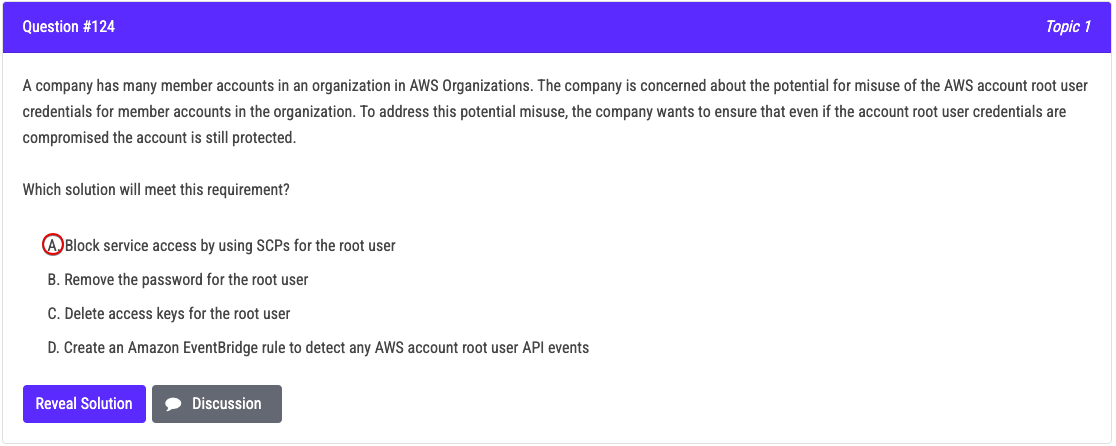 Question #124
Topic 1
A company has many member accounts in an organization in AWS Organizations. The company is concerned about the potential for misuse of the AWS account root user
credentials for member accounts in the organization. To address this potential misuse, the company wants to ensure that even if the account root user credentials are
compromised the account is still protected.
Which solution will meet this requirement?
A. Block service access by using SCPs for the root user
B. Remove the password for the root user
C. Delete access keys for the root user
D. Create an Amazon EventBridge rule to detect any AWS account root user API events
Reveal Solution
Discussion